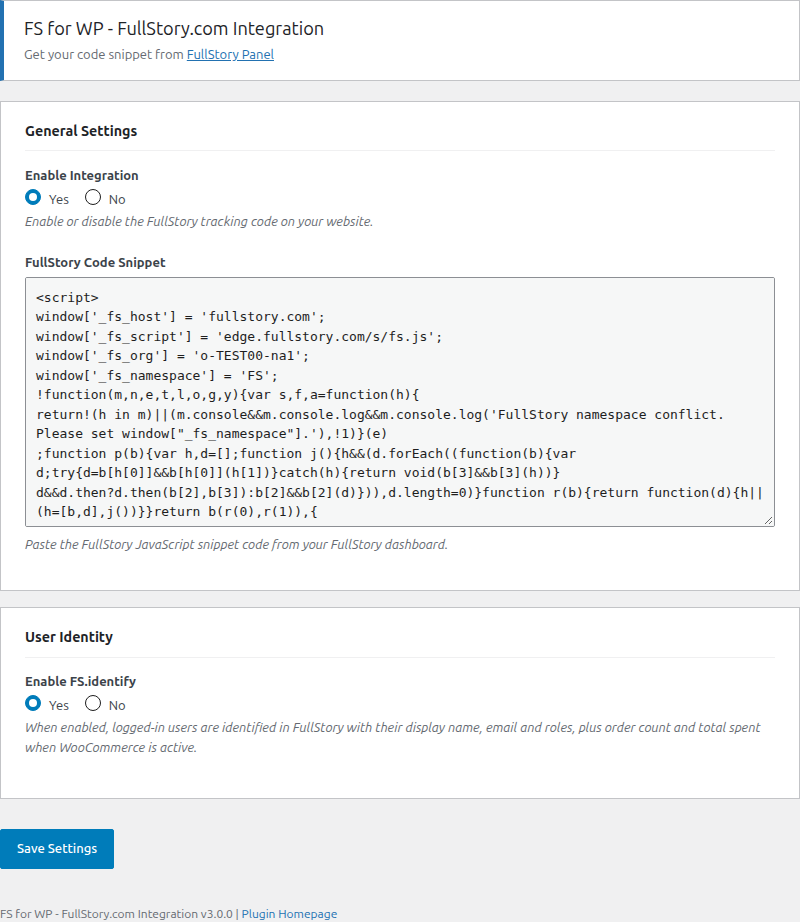 FS for WP - FullStory.com Integration
Get your code snippet from FullStory Panel
General Settings
Enable Integration
Yes No
Enable or disable the FullStory tracking code on your website.
FullStory Code Snippet
<script>
window['_fs_host'] = 'fullstory.com';
window['_fs_script'] = 'edge.fullstory.com/s/fs.js';
window['_fs_org'] = 'o-TEST00-na1';
window['_fs_namespace'] = 'FS';
!function(m,n,e,t,l,o,g,y){var s,f,a=function(h){
return!(h in m)||(m.console&&m.console.log&&m.console.log('FullStory namespace conflict.
Please set window["_fs_namespace"].'),!1)}(e)
;function p(b){var h,d=[];function j(){h&&(d.forEach((function(b){var
d;try{d=b[h[0]]&&b[h[0]](h[1])}catch(h){return void(b[3]&&b[3](h))}
d&&d.then?d.then(b[2],b[3]):b[2]&&b[2](d)})),d.length=0)}function r(b){return function(d){h||
(h=[b,d],j())}}return b(r(0),r(1)),{
Paste the FullStory JavaScript snippet code from your FullStory dashboard.
User Identity
Enable FS.identify
Yes No
When enabled, logged-in users are identified in FullStory with their display name, email and roles, plus order count and total spent
when WooCommerce is active.
Save Settings
FS for WP - FullStory.com Integration v3.0.0 | Plugin Homepage